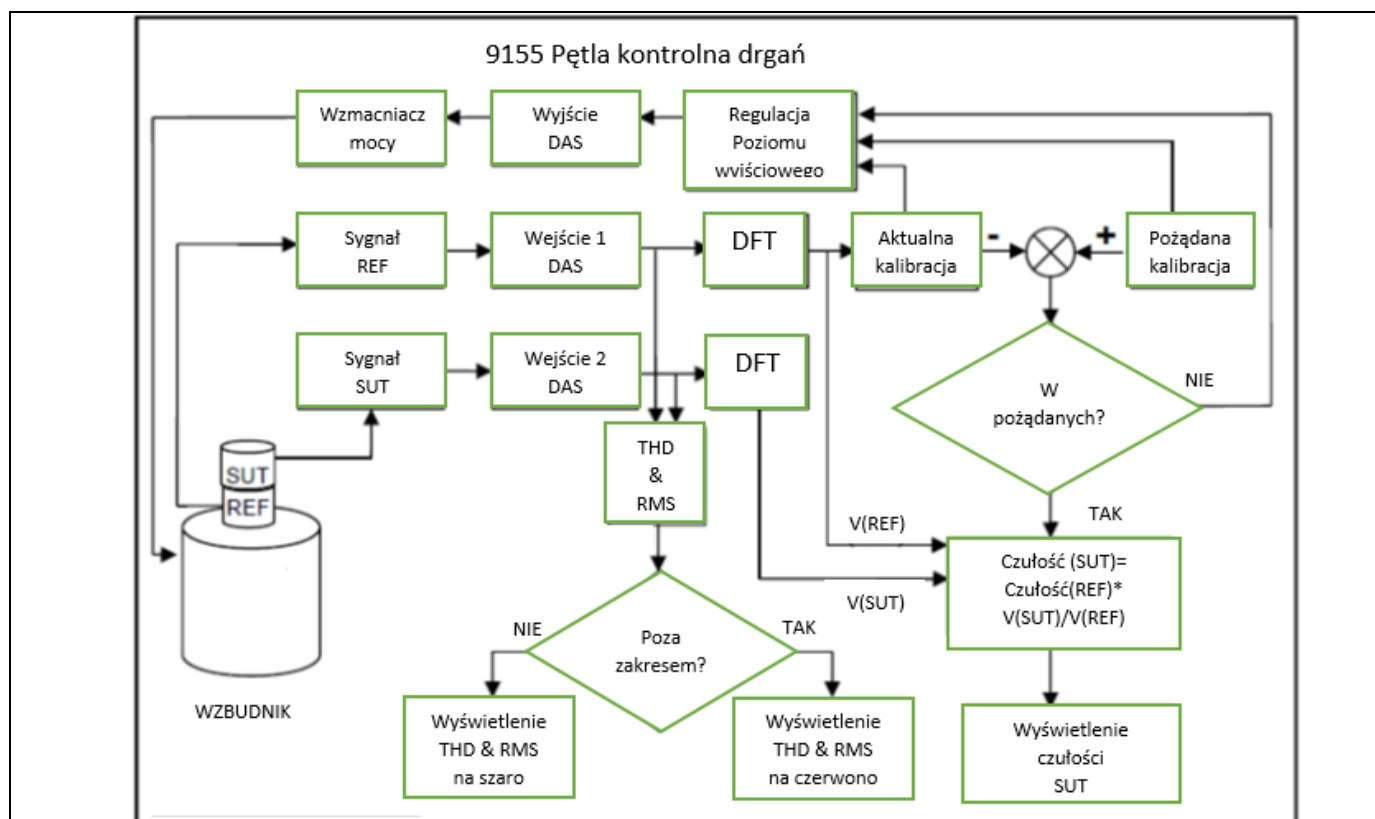 9155 Pętla kontrolna drgań
Wzmacniacz
mocy
Wyjście
DAS
Regulacja
Poziomu
wyjściowego
Sygnał
REF
Wejście 1
DAS
DFT
Aktualna
kalibracja
-
+
Pożądana
kalibracja
Sygnał
SUT
Wejście 2
DAS
DFT
W
pożądanych?
NIE
SUT
REF
THD
&
RMS
TAK
V(REF)
V(SUT)
Czułość (SUT)=
Czułość(REF)*
V(SUT)/V(REF)
NIE
Poza
zakresem?
TAK
WZBUDNIK
Wyświetlenie
THD & RMS
na szaro
Wyświetlenie
THD & RMS
na czerwono
Wyświetlenie
czułości
SUT